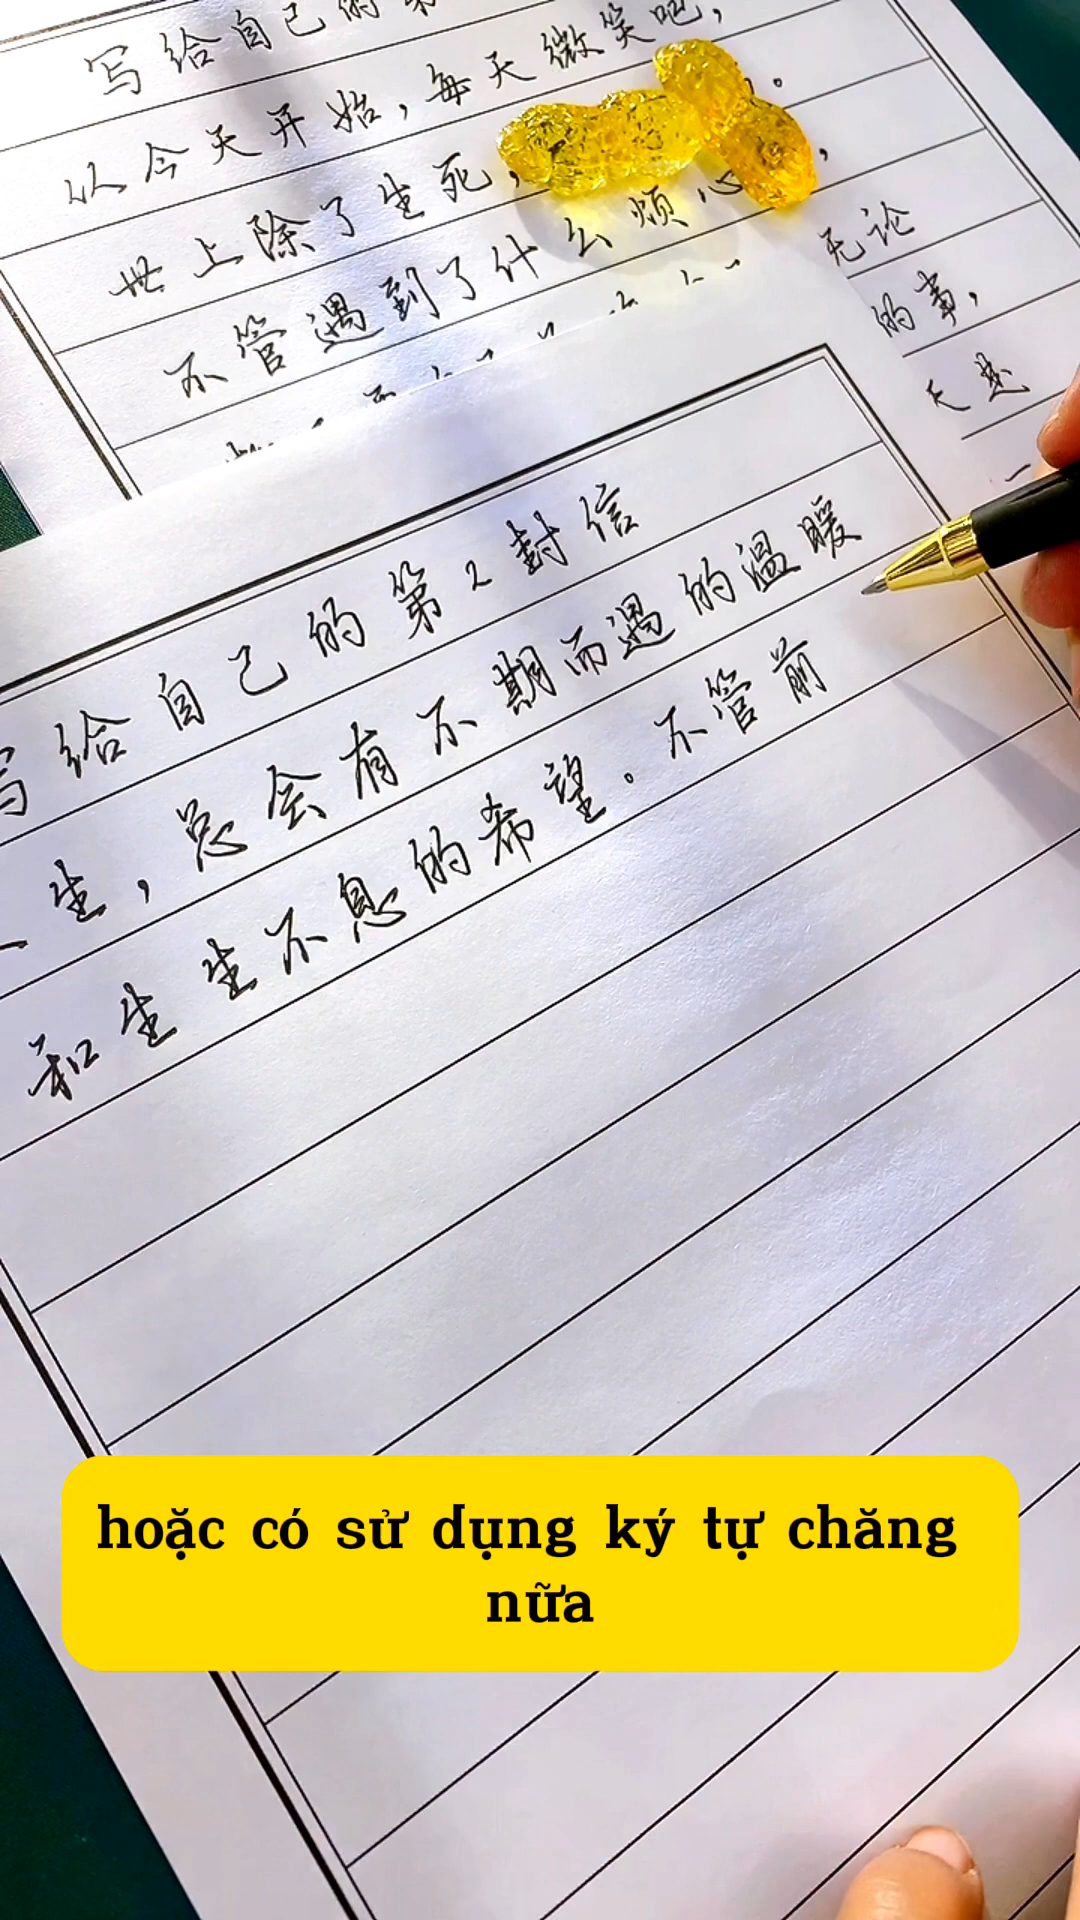 写给自己的第
从今天开始,每天微笑吧,
世上除了生死,
不管遇到了什么烦心
无论
的事,
天是
写给自己的第2封信
人生,总会有不期而遇的温暖
和生生不息的希望。不管前
hoặc có sử dụng ký tự chăng
nữa